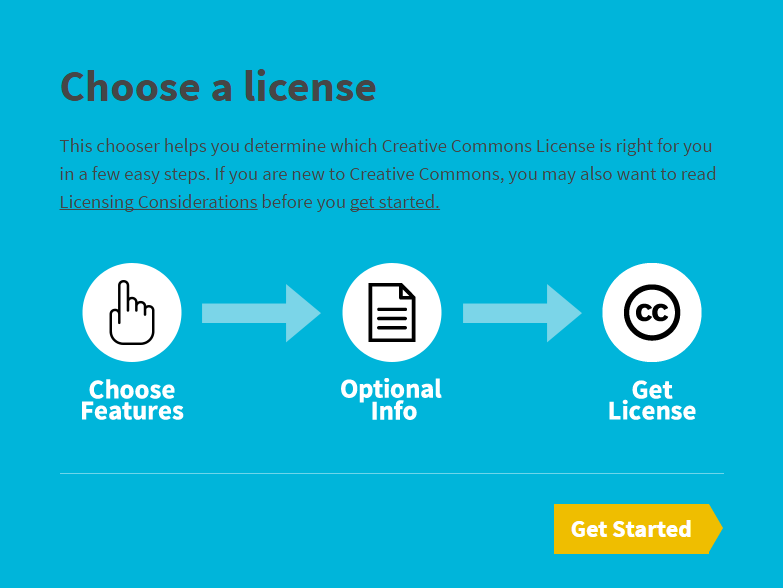 Choose a license
This chooser helps you determine which Creative Commons License is right for you
in a few easy steps. If you are new to Creative Commons, you may also want to read
Licensing Considerations before you get started.
cc
Choose
Features
Optional
Info
Get
License
Get Started